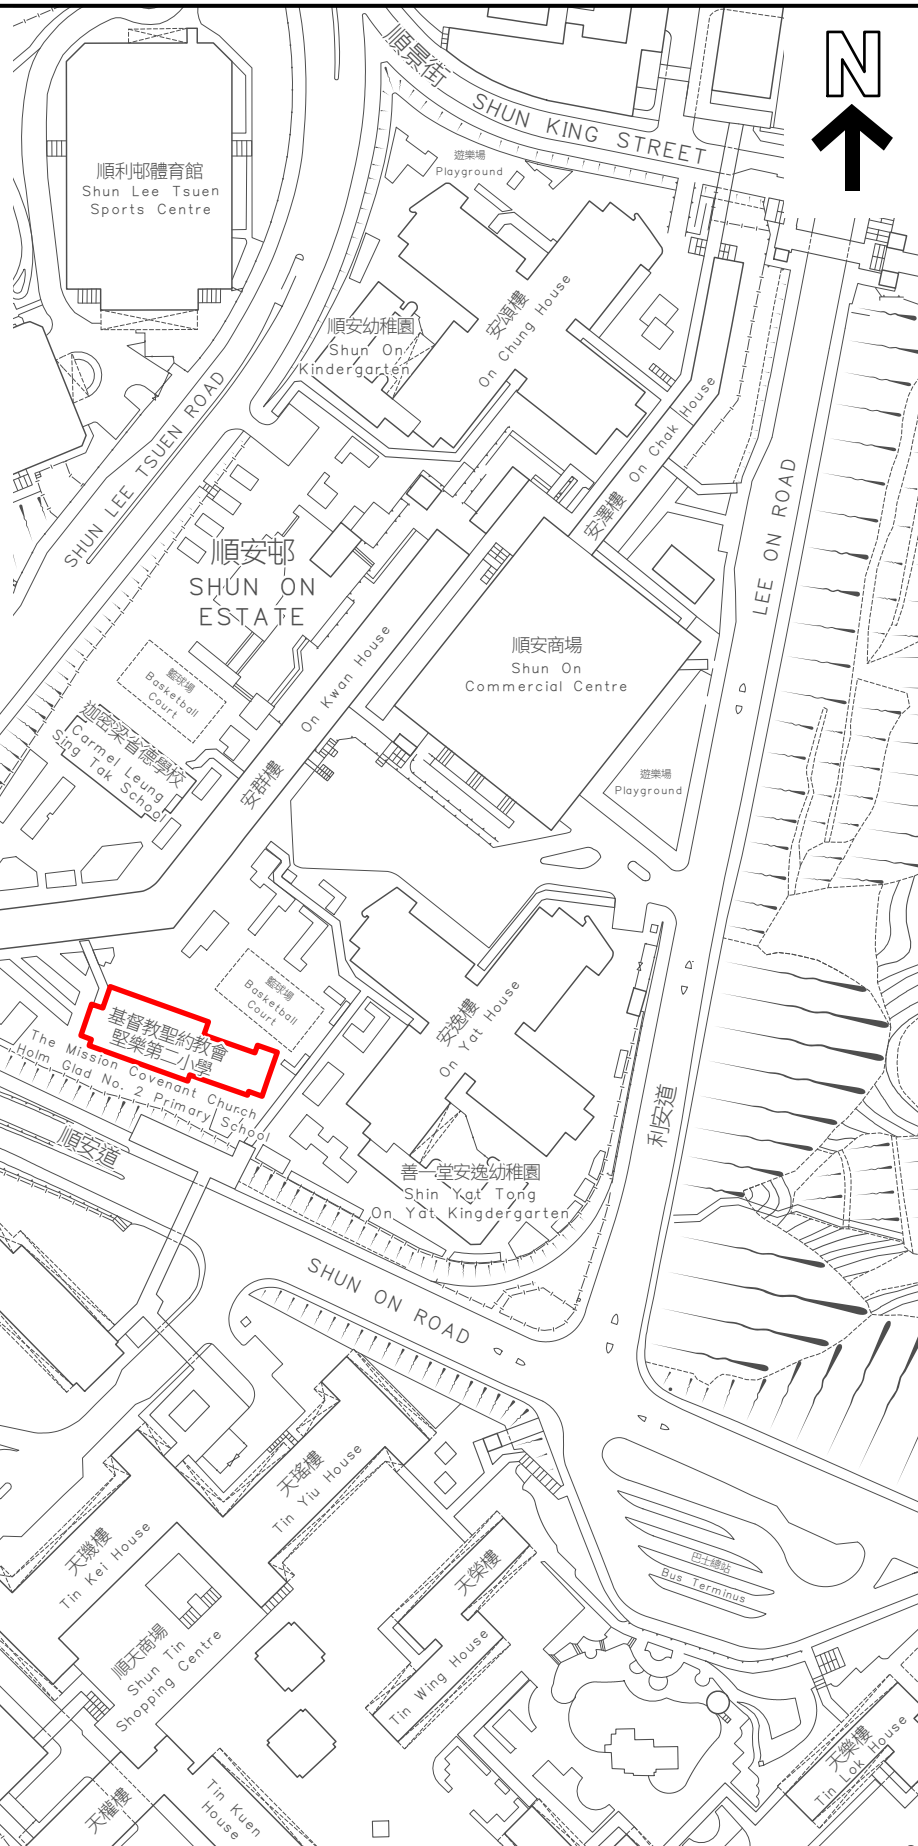 N
順景街
SHUN KING STREET
遊樂場
Playground
順利邨體育館
Shun Lee Tsuen
Sports Centre
安頌樓
On Chung House
順安幼稚園
Shun On
Kindergarten
SHUN LEE TSUEN ROAD
安澤樓 On Chak House
LEE ON ROAD
順安邨
SHUN ON
ESTATE
順安商場
Shun On
Commercial Centre
籃球場
Basketball
Court
安群樓 On Kwan House
迦密梁省德學校
Carmel Leung
Sing Tak School
遊樂場
Playground
籃球場
Basketball
Court
安逸樓
On Yat House
基督教聖約教會
堅樂第二小學
The Mission Covenant Church
Holm Glad No. 2 Primary School
順安道
利安道
善一堂安逸幼稚園
Shin Yat Tong
On Yat Kingdergarten
SHUN ON ROAD
天瑤樓
Tin Yiu House
天璣樓
Tin Kei House
天榮樓
Tin Wing House
巴士總站
Bus Terminus
順天商場
Shun Tin
Shopping Centre
天樂樓
Tin Lok House
天權樓
Tin Kuen
House